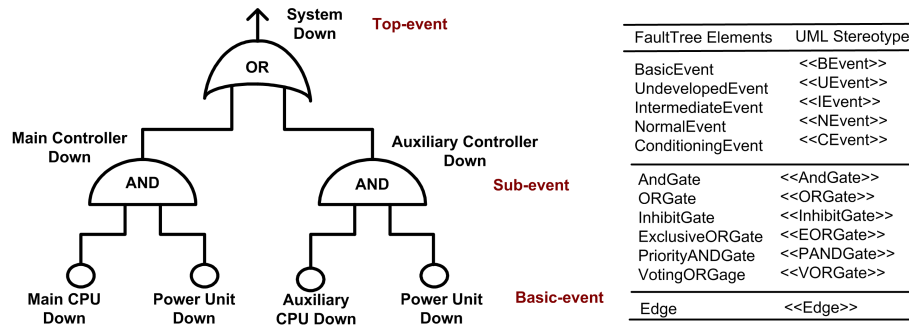 System
Down
Top-event
OR
Main Controller
Down
Auxiliary Controller
Down
AND
AND
Sub-event
Main CPU
Down
Power Unit
Down
Auxiliary
CPU Down
Power Unit
Down
Basic-event
FaultTree Elements UML Stereotype
BasicEvent <<BEvent>>
UndevelopedEvent <<UEvent>>
IntermediateEvent <<IEvent>>
NormalEvent <<NEvent>>
ConditioningEvent <<CEvent>>
AndGate <<AndGate>>
ORGate <<ORGate>>
InhibitGate <<InhibitGate>>
ExclusiveORGate <<EORGate>>
PriorityANDGate <<PANDGate>>
VotingORGage <<VORGate>>
Edge <<Edge>>